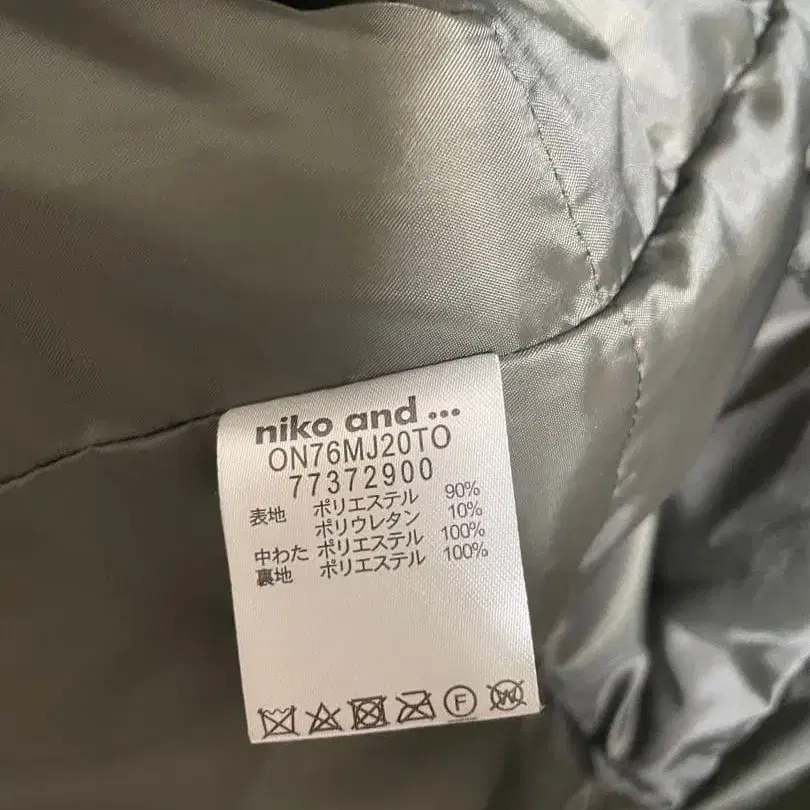 niko and ...
ON76MJ20TO
77372900
表地 ポリエステル 90%
ポリウレタン 10%
中わた ポリエステル 100%
裏地 ポリエステル 100%
F W